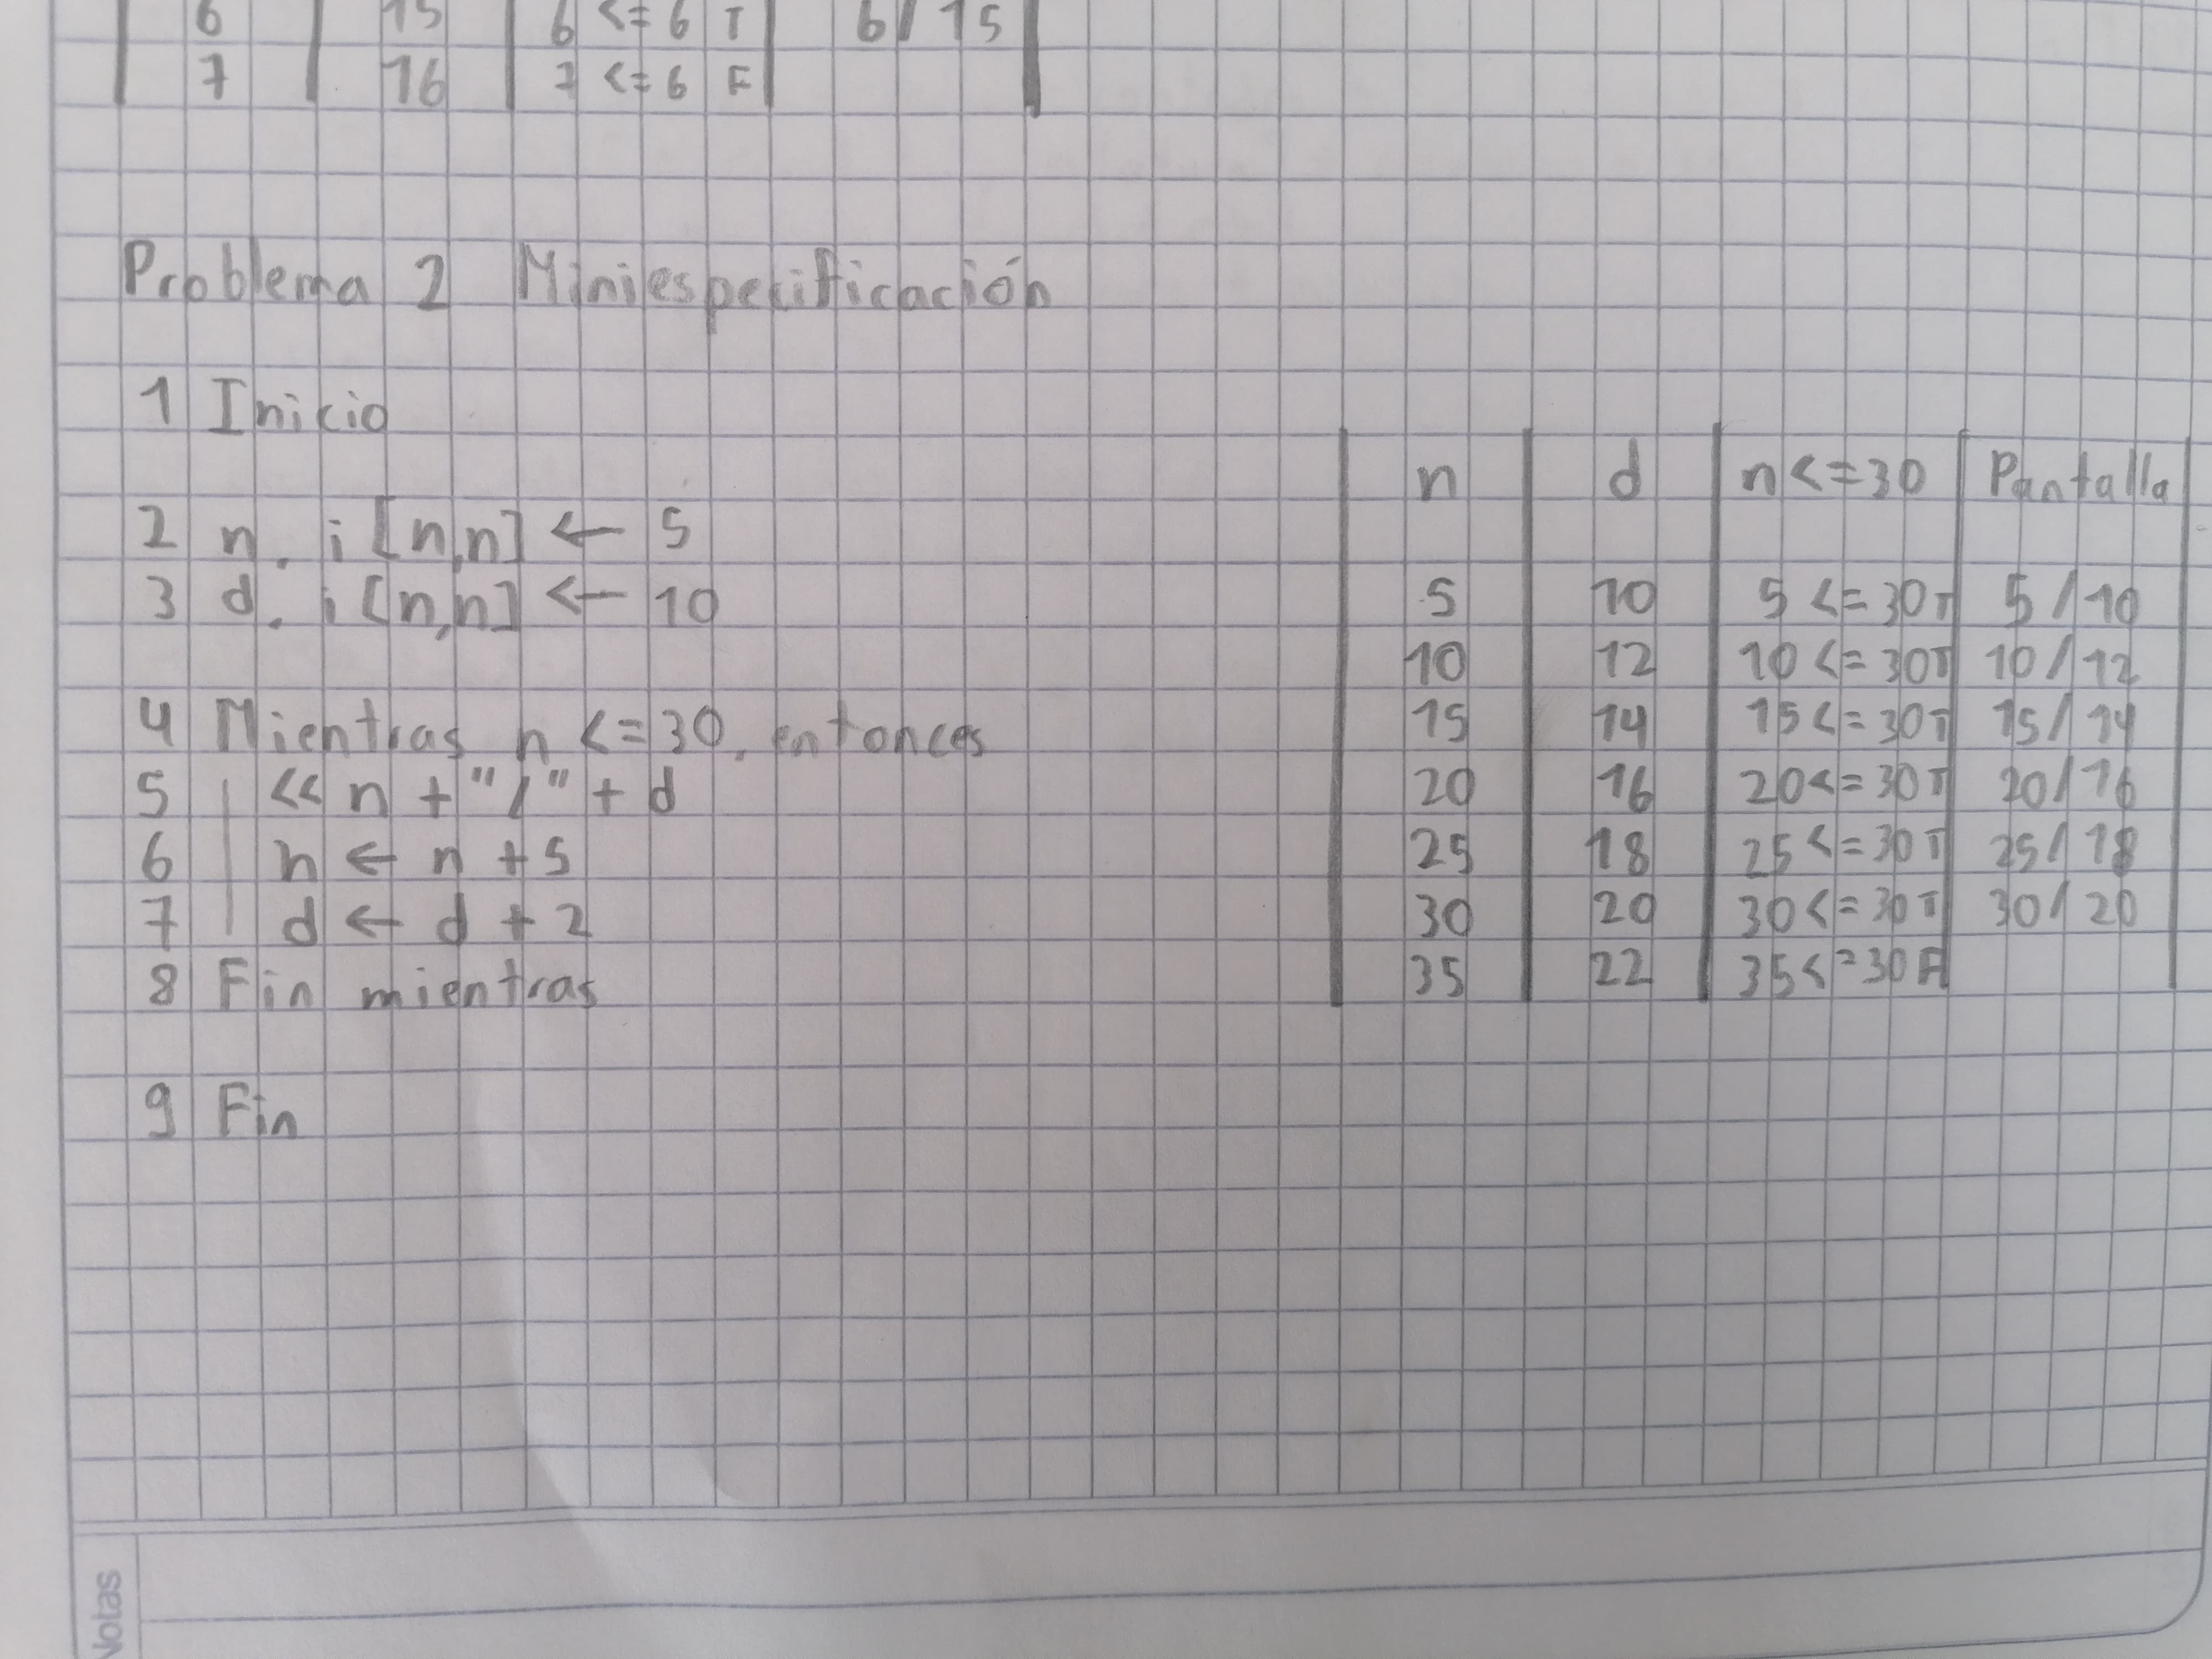 6 15 6 <= 6 T 6 / 15
7 16 7 <= 6 F
Problema 2 Miniespecificación
1 Inicio
2 n. i [n,n] ← 5
3 d. i [n,n] ← 10
4 Mientras n <= 30, entonces
5 << n + "/" + d
6 n ← n + 5
7 d ← d + 2
8 Fin mientras
9 Fin
n d n <= 30 Pantalla
5 10 5 <= 30 T 5 / 10
10 12 10 <= 30 T 10 / 12
15 14 15 <= 30 T 15 / 14
20 16 20 <= 30 T 20 / 16
25 18 25 <= 30 T 25 / 18
30 20 30 <= 30 T 30 / 20
35 22 35 <= 30 F
Notas